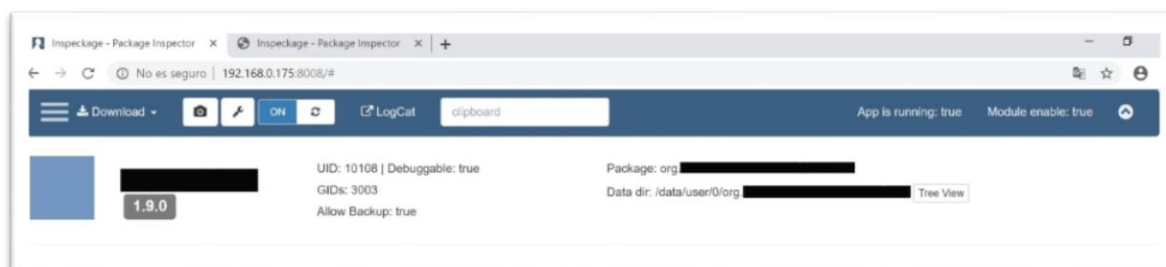 Inspeckage - Package Inspector × Inspeckage - Package Inspector × +
No es seguro | 192.168.0.175:8008/#
Download ON LogCat clipboard App is running: true Module enable: true
UID: 10108 | Debuggable: true Package: org.
1.9.0 GIDs: 3003 Data dir: /data/user/0/org. Tree View
Allow Backup: true